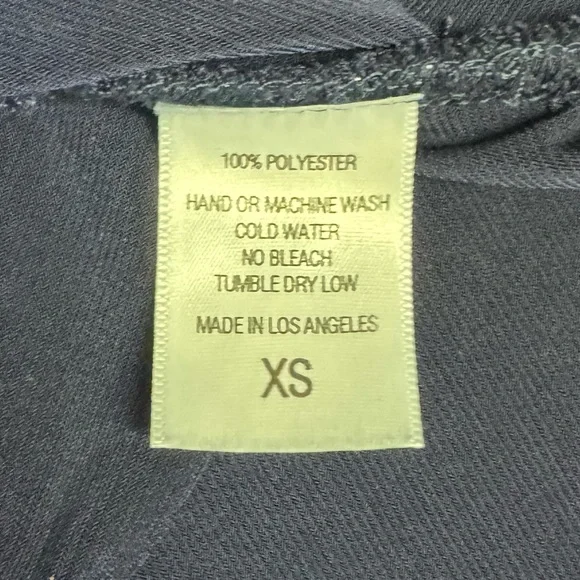 100% POLYESTER
HAND OR MACHINE WASH
COLD WATER
NO BLEACH
TUMBLE DRY LOW
MADE IN LOS ANGELES
XS